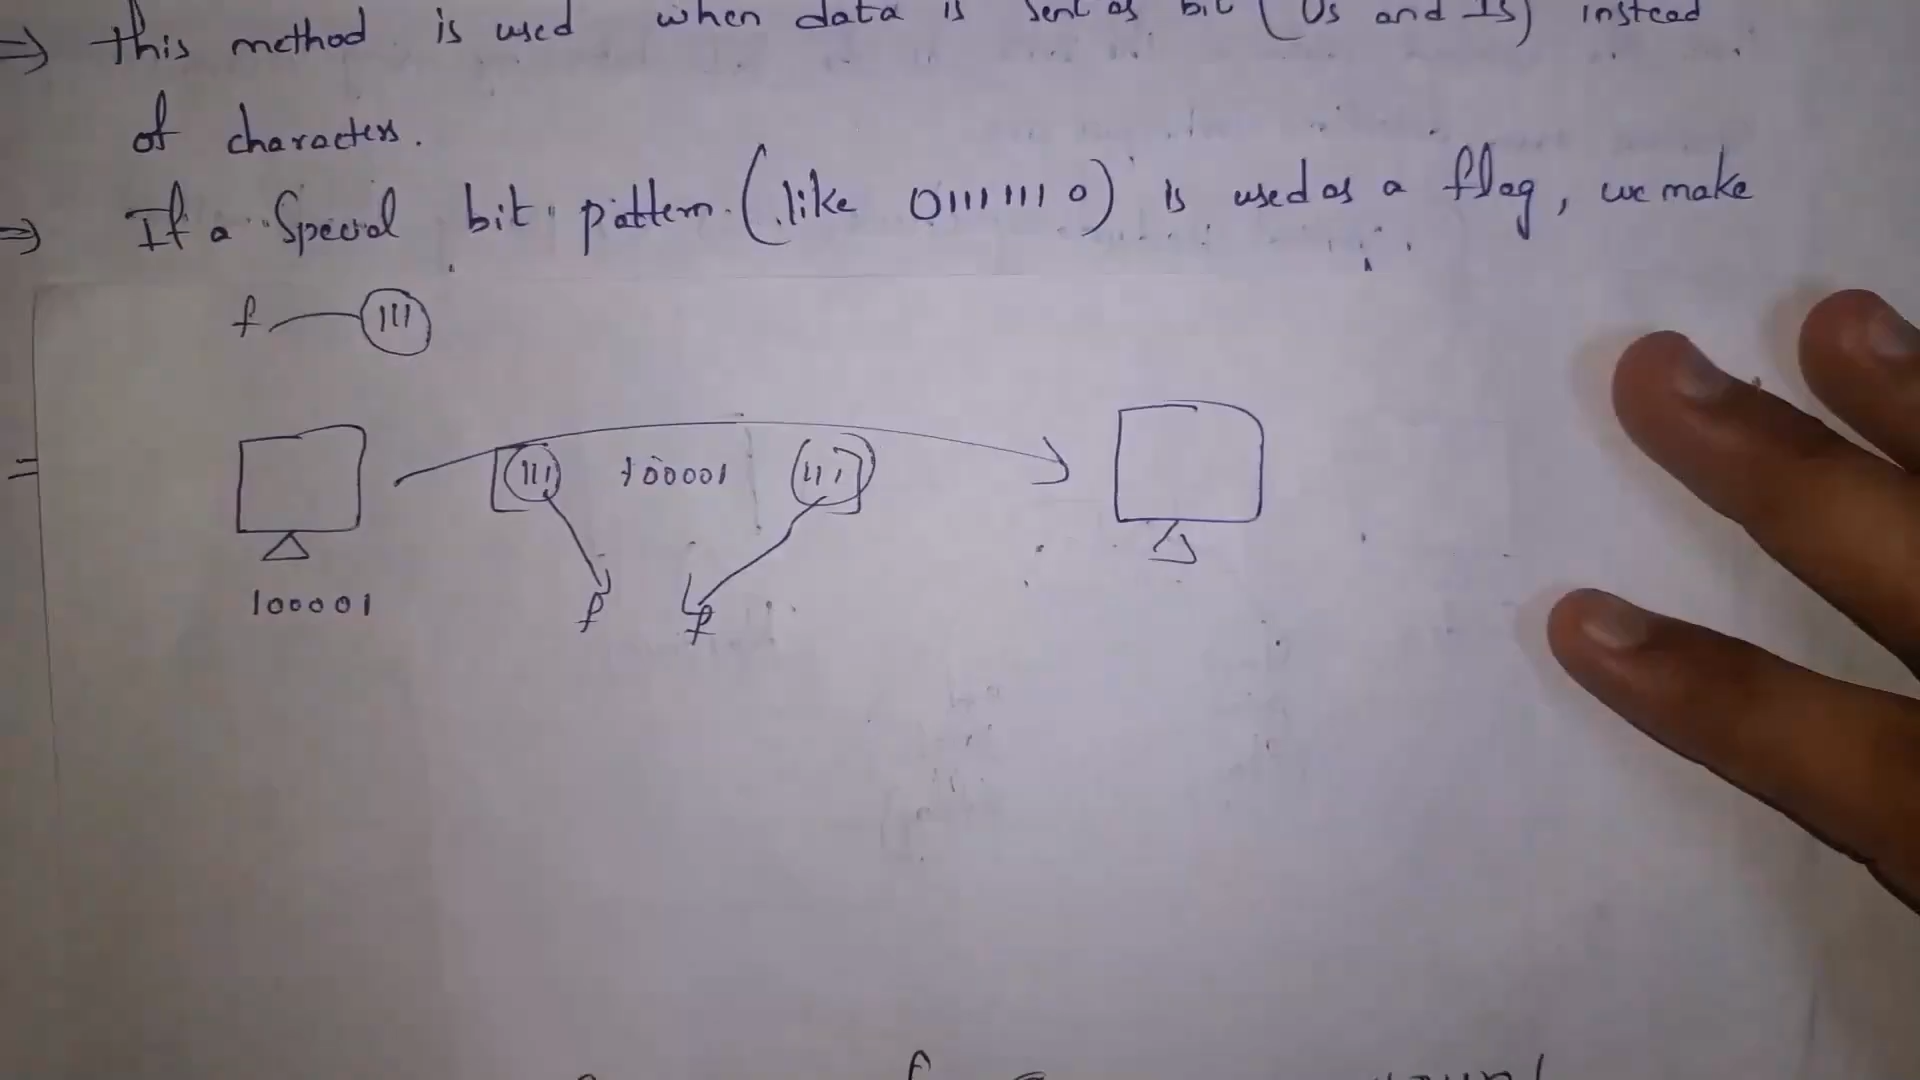 ⇒ this method is used when data is sent as bit (0s and 1s) instead
of characters.
⇒ If a special bit pattern (like 01111110) is used as a flag, we make
f 111
111 100001 111
100001
f f